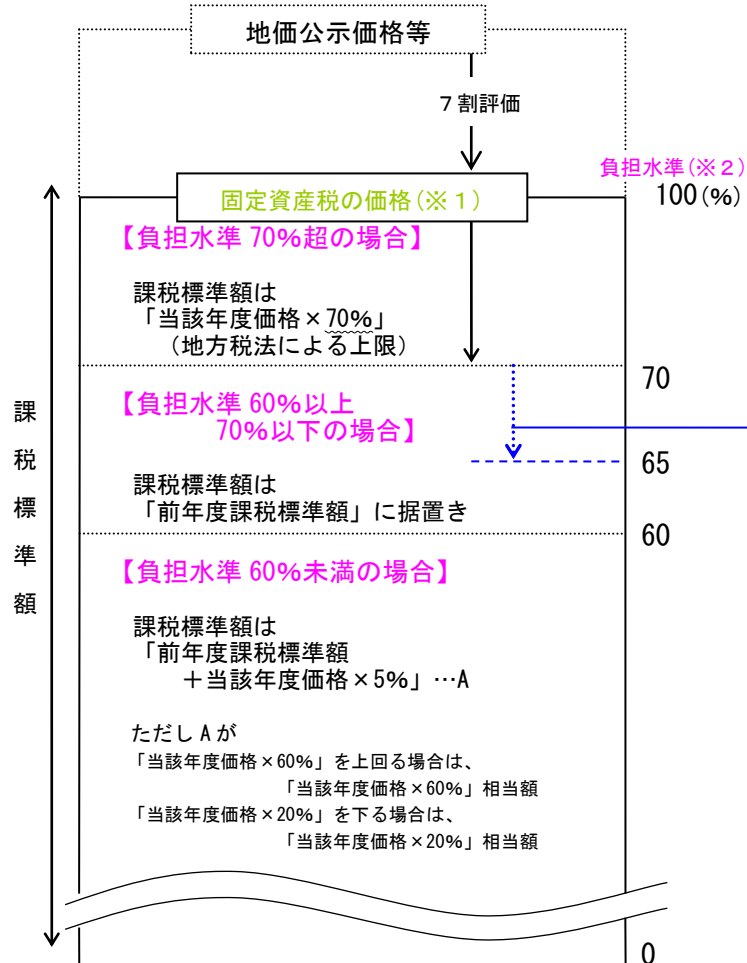 地価公示価格等
７割評価
負担水準(※２)
固定資産税の価格(※１)
100(%)
【負担水準 70%超の場合】
課税標準額は
「当該年度価格×70%」
（地方税法による上限）
70
【負担水準 60%以上
70%以下の場合】
65
課税標準額は
「前年度課税標準額」に据置き
60
【負担水準 60%未満の場合】
課税標準額は
「前年度課税標準額
＋当該年度価格×5%」…A
ただし A が
「当該年度価格×60%」を上回る場合は、
「当該年度価格×60%」相当額
「当該年度価格×20%」を下る場合は、
「当該年度価格×20%」相当額
0
課税標準額